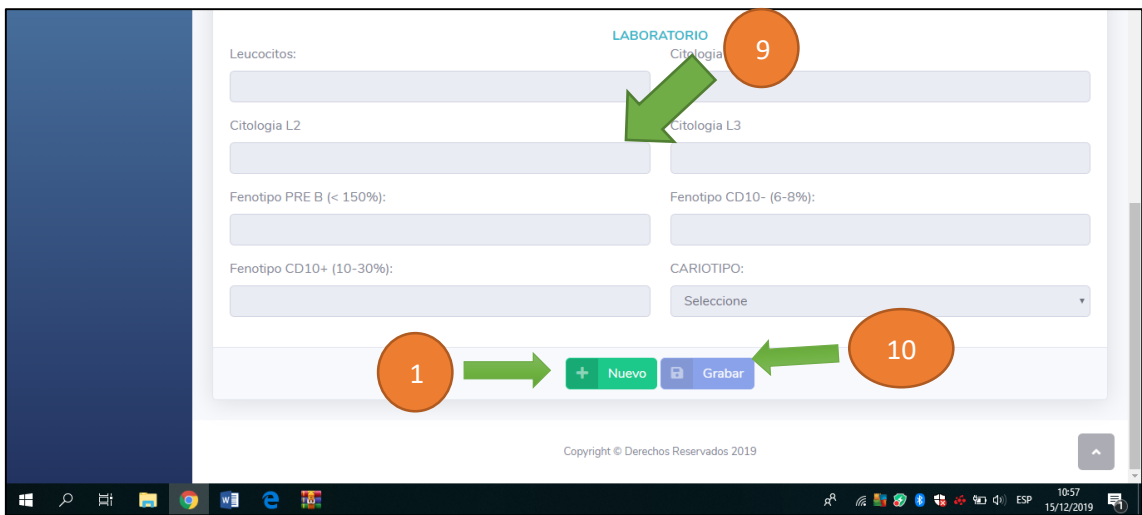 LABORATORIO
Leucocitos:
Citologia
9
Citologia L2
Citologia L3
Fenotipo PRE B (< 150%):
Fenotipo CD10- (6-8%):
Fenotipo CD10+ (10-30%):
CARIOTIPO:
Seleccione
1
Nuevo
Grabar
10
Copyright © Derechos Reservados 2019
ESP
10:57
15/12/2019